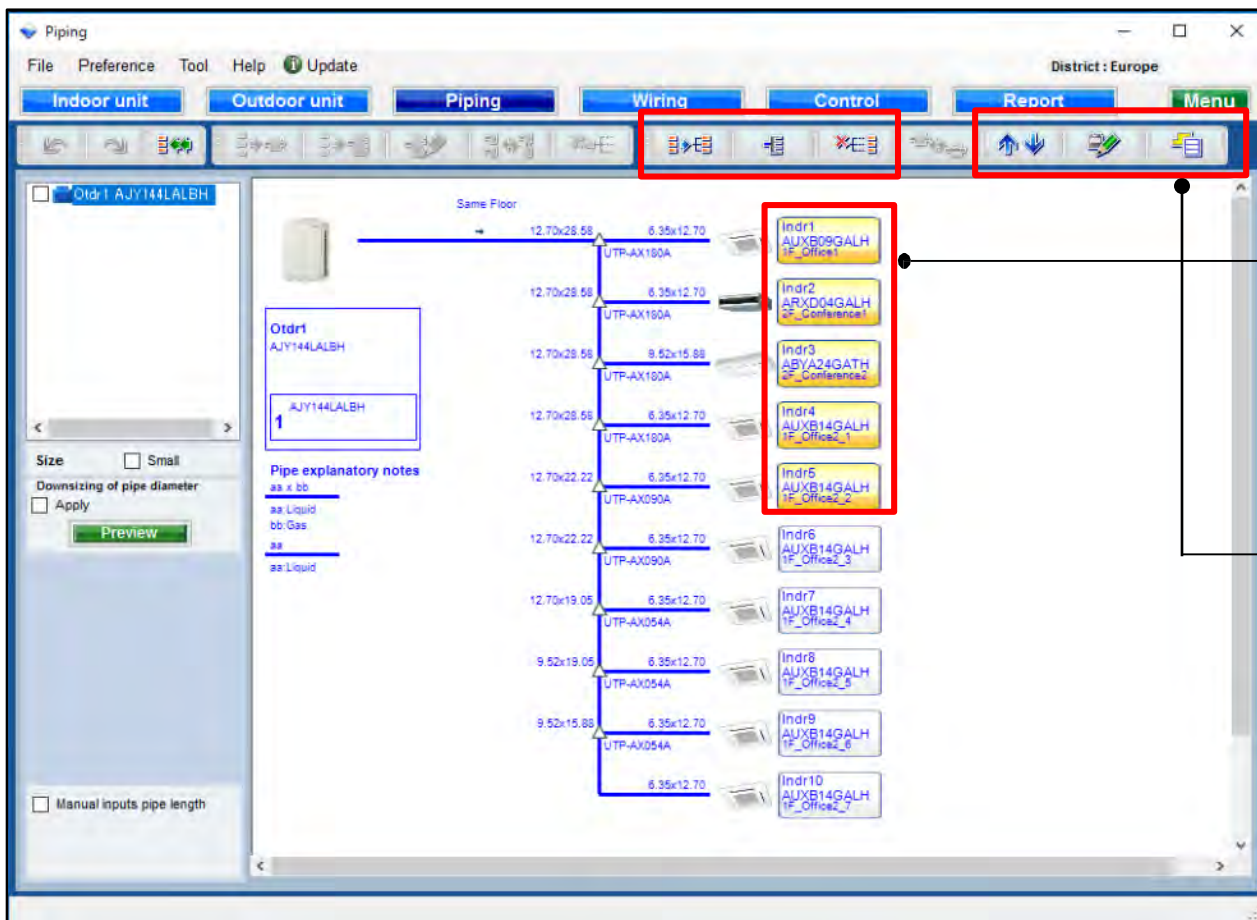 Piping
File Preference Tool Help Update District : Europe
Indoor unit Outdoor unit Piping Wiring Control Report Menu
Otdr1 AJY144LALBH
Size Small
Downsizing of pipe diameter
Apply
Preview
Manual inputs pipe length
Same Floor
Otdr1
AJY144LALBH
AJY144LALBH
1
Pipe explanatory notes
aa x bb
aa:Liquid
bb:Gas
aa
aa:Liquid
12.70x28.58 6.35x12.70
UTP-AX180A
Indr1
AUXB09GALH
1F_Office1
12.70x28.58 6.35x12.70
UTP-AX180A
Indr2
ARXD04GALH
2F_Conference1
12.70x28.58 9.52x15.88
UTP-AX180A
Indr3
ABYA24GATH
2F_Conference2
12.70x28.58 6.35x12.70
UTP-AX180A
Indr4
AUXB14GALH
1F_Office2_1
12.70x22.22 6.35x12.70
UTP-AX090A
Indr5
AUXB14GALH
1F_Office2_2
12.70x22.22 6.35x12.70
UTP-AX090A
Indr6
AUXB14GALH
1F_Office2_3
12.70x19.05 6.35x12.70
UTP-AX054A
Indr7
AUXB14GALH
1F_Office2_4
9.52x19.05 6.35x12.70
UTP-AX054A
Indr8
AUXB14GALH
1F_Office2_5
9.52x15.88 6.35x12.70
UTP-AX054A
Indr9
AUXB14GALH
1F_Office2_6
6.35x12.70
Indr10
AUXB14GALH
1F_Office2_7